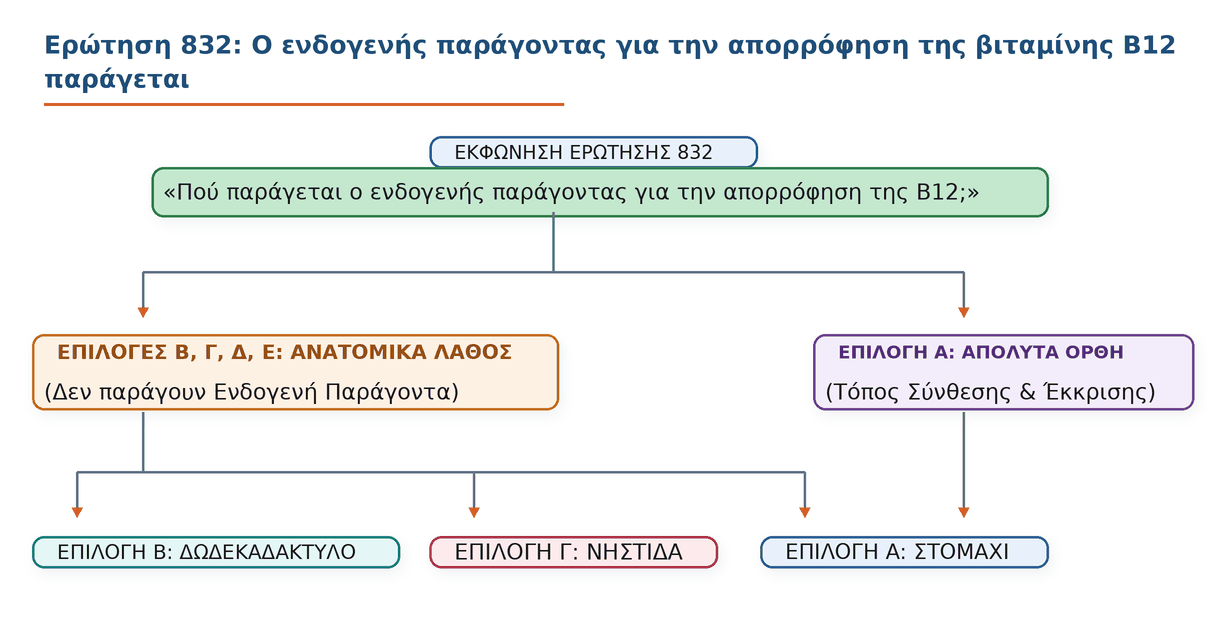 Ερώτηση 832: Ο ενδογενής παράγοντας για την απορρόφηση της βιταμίνης Β12
παράγεται
ΕΚΦΩΝΗΣΗ ΕΡΩΤΗΣΗΣ 832
«Πού παράγεται ο ενδογενής παράγοντας για την απορρόφηση της Β12;»
ΕΠΙΛΟΓΕΣ Β, Γ, Δ, Ε: ΑΝΑΤΟΜΙΚΑ ΛΑΘΟΣ
(Δεν παράγουν Ενδογενή Παράγοντα)
ΕΠΙΛΟΓΗ Α: ΑΠΟΛΥΤΑ ΟΡΘΗ
(Τόπος Σύνθεσης & Έκκρισης)
ΕΠΙΛΟΓΗ Β: ΔΩΔΕΚΑΔΑΚΤΥΛΟ
ΕΠΙΛΟΓΗ Γ: ΝΗΣΤΙΔΑ
ΕΠΙΛΟΓΗ Α: ΣΤΟΜΑΧΙ